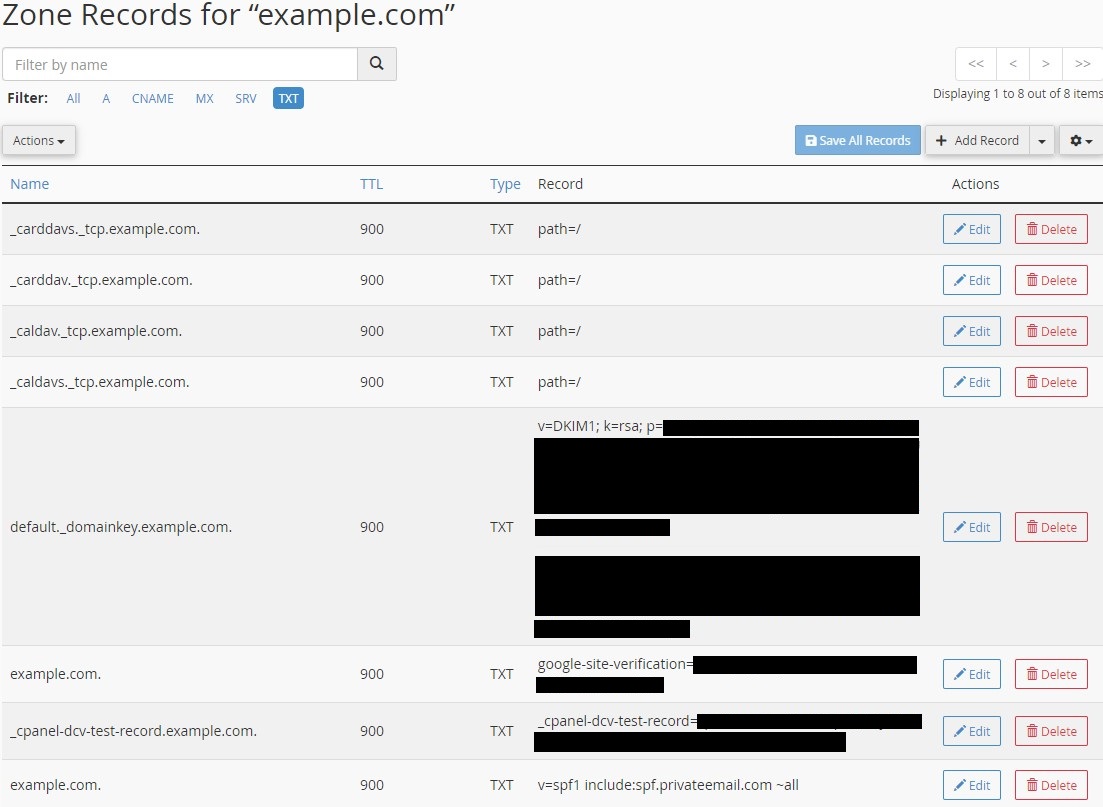 Zone Records for “example.com”
Filter by name
<< < > >>
Filter: All A CNAME MX SRV TXT
Displaying 1 to 8 out of 8 items
Actions
Save All Records
+ Add Record
Name TTL Type Record Actions
_carddavs._tcp.example.com. 900 TXT path=/ Edit Delete
_carddav._tcp.example.com. 900 TXT path=/ Edit Delete
_caldav._tcp.example.com. 900 TXT path=/ Edit Delete
_caldavs._tcp.example.com. 900 TXT path=/ Edit Delete
v=DKIM1; k=rsa; p=
default._domainkey.example.com. 900 TXT Edit Delete
google-site-verification=
example.com. 900 TXT Edit Delete
_cpanel-dcv-test-record=
_cpanel-dcv-test-record.example.com. 900 TXT Edit Delete
example.com. 900 TXT v=spf1 include:spf.privateemail.com ~all Edit Delete